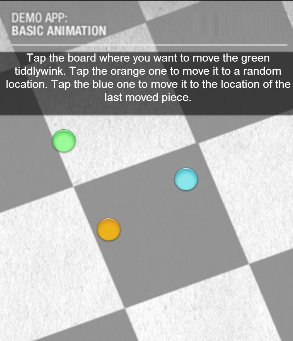 DEMO APP:
BASIC ANIMATION
Tap the board where you want to move the green
tiddlywink. Tap the orange one to move it to a random
location. Tap the blue one to move it to the location of the
last moved piece.